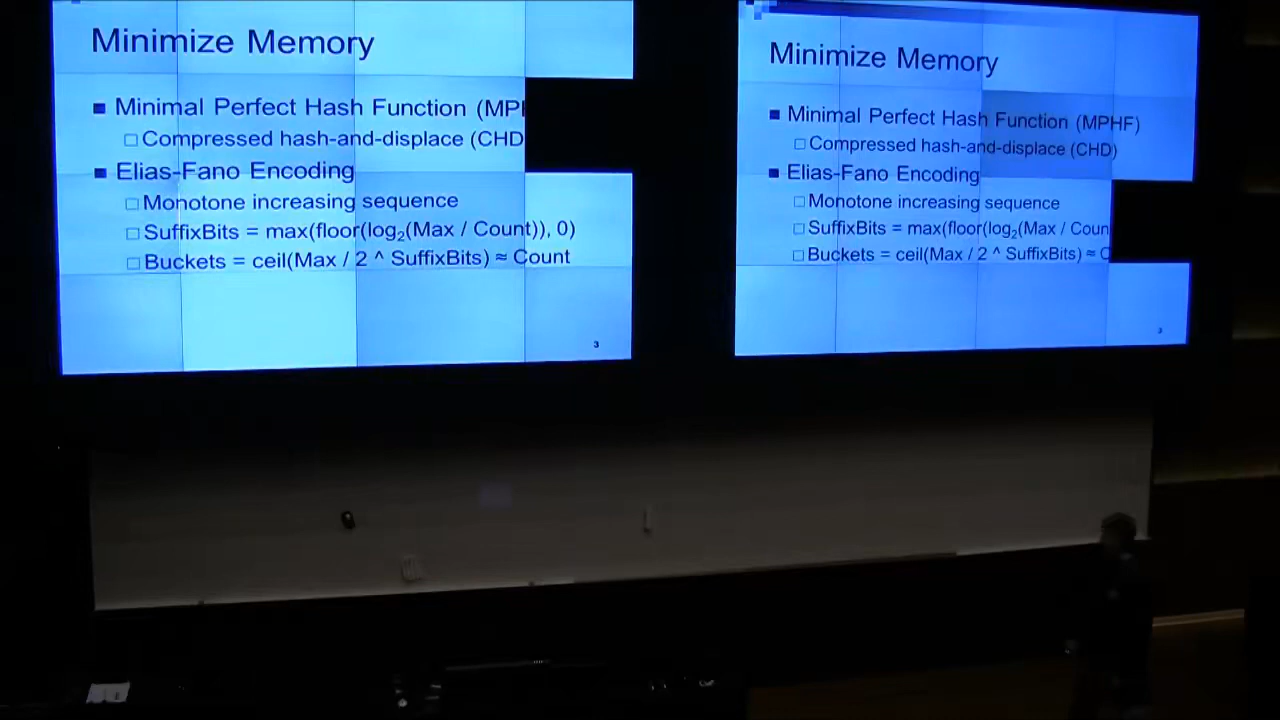 Minimize Memory
Minimal Perfect Hash Function (MP
Compressed hash-and-displace (CHD
Elias-Fano Encoding
Monotone increasing sequence
SuffixBits = max(floor(log₂(Max / Count)), 0)
Buckets = ceil(Max / 2 ^ SuffixBits) ≈ Count
3
Minimize Memory
Minimal Perfect Hash Function (MPHF)
Compressed hash-and-displace (CHD)
Elias-Fano Encoding
Monotone increasing sequence
SuffixBits = max(floor(log₂(Max / Coun
Buckets = ceil(Max / 2 ^ SuffixBits) ≈ C
3